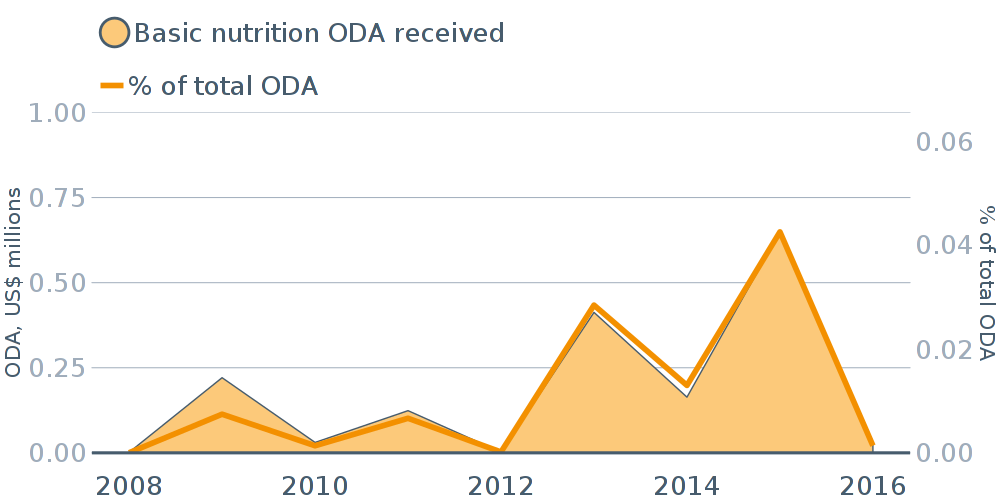 Basic nutrition ODA received
% of total ODA
1.00
0.75
0.50
0.25
0.00
ODA, US$ millions
0.06
0.04
0.02
0.00
% of total ODA
2008 2010 2012 2014 2016